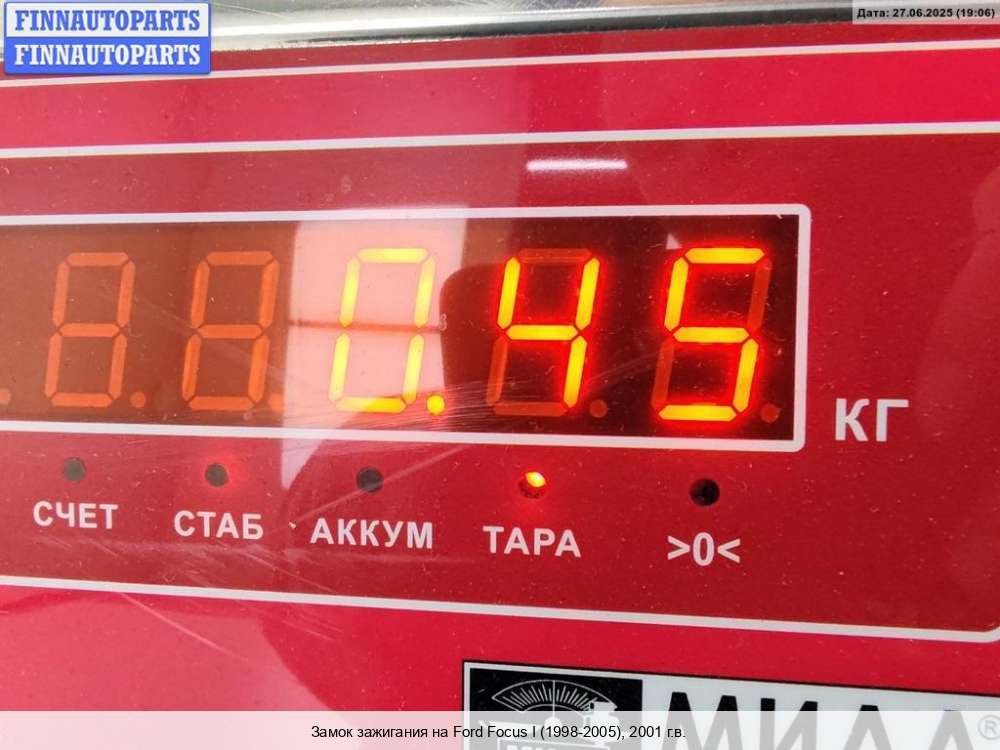 FINNAUTOPARTS
FINNAUTOPARTS
Дата: 27.06.2025 (19:06)
0.45
КГ
СЧЕТ СТАБ АККУМ ТАРА >0<
Замок зажигания на Ford Focus I (1998-2005), 2001 г.в.